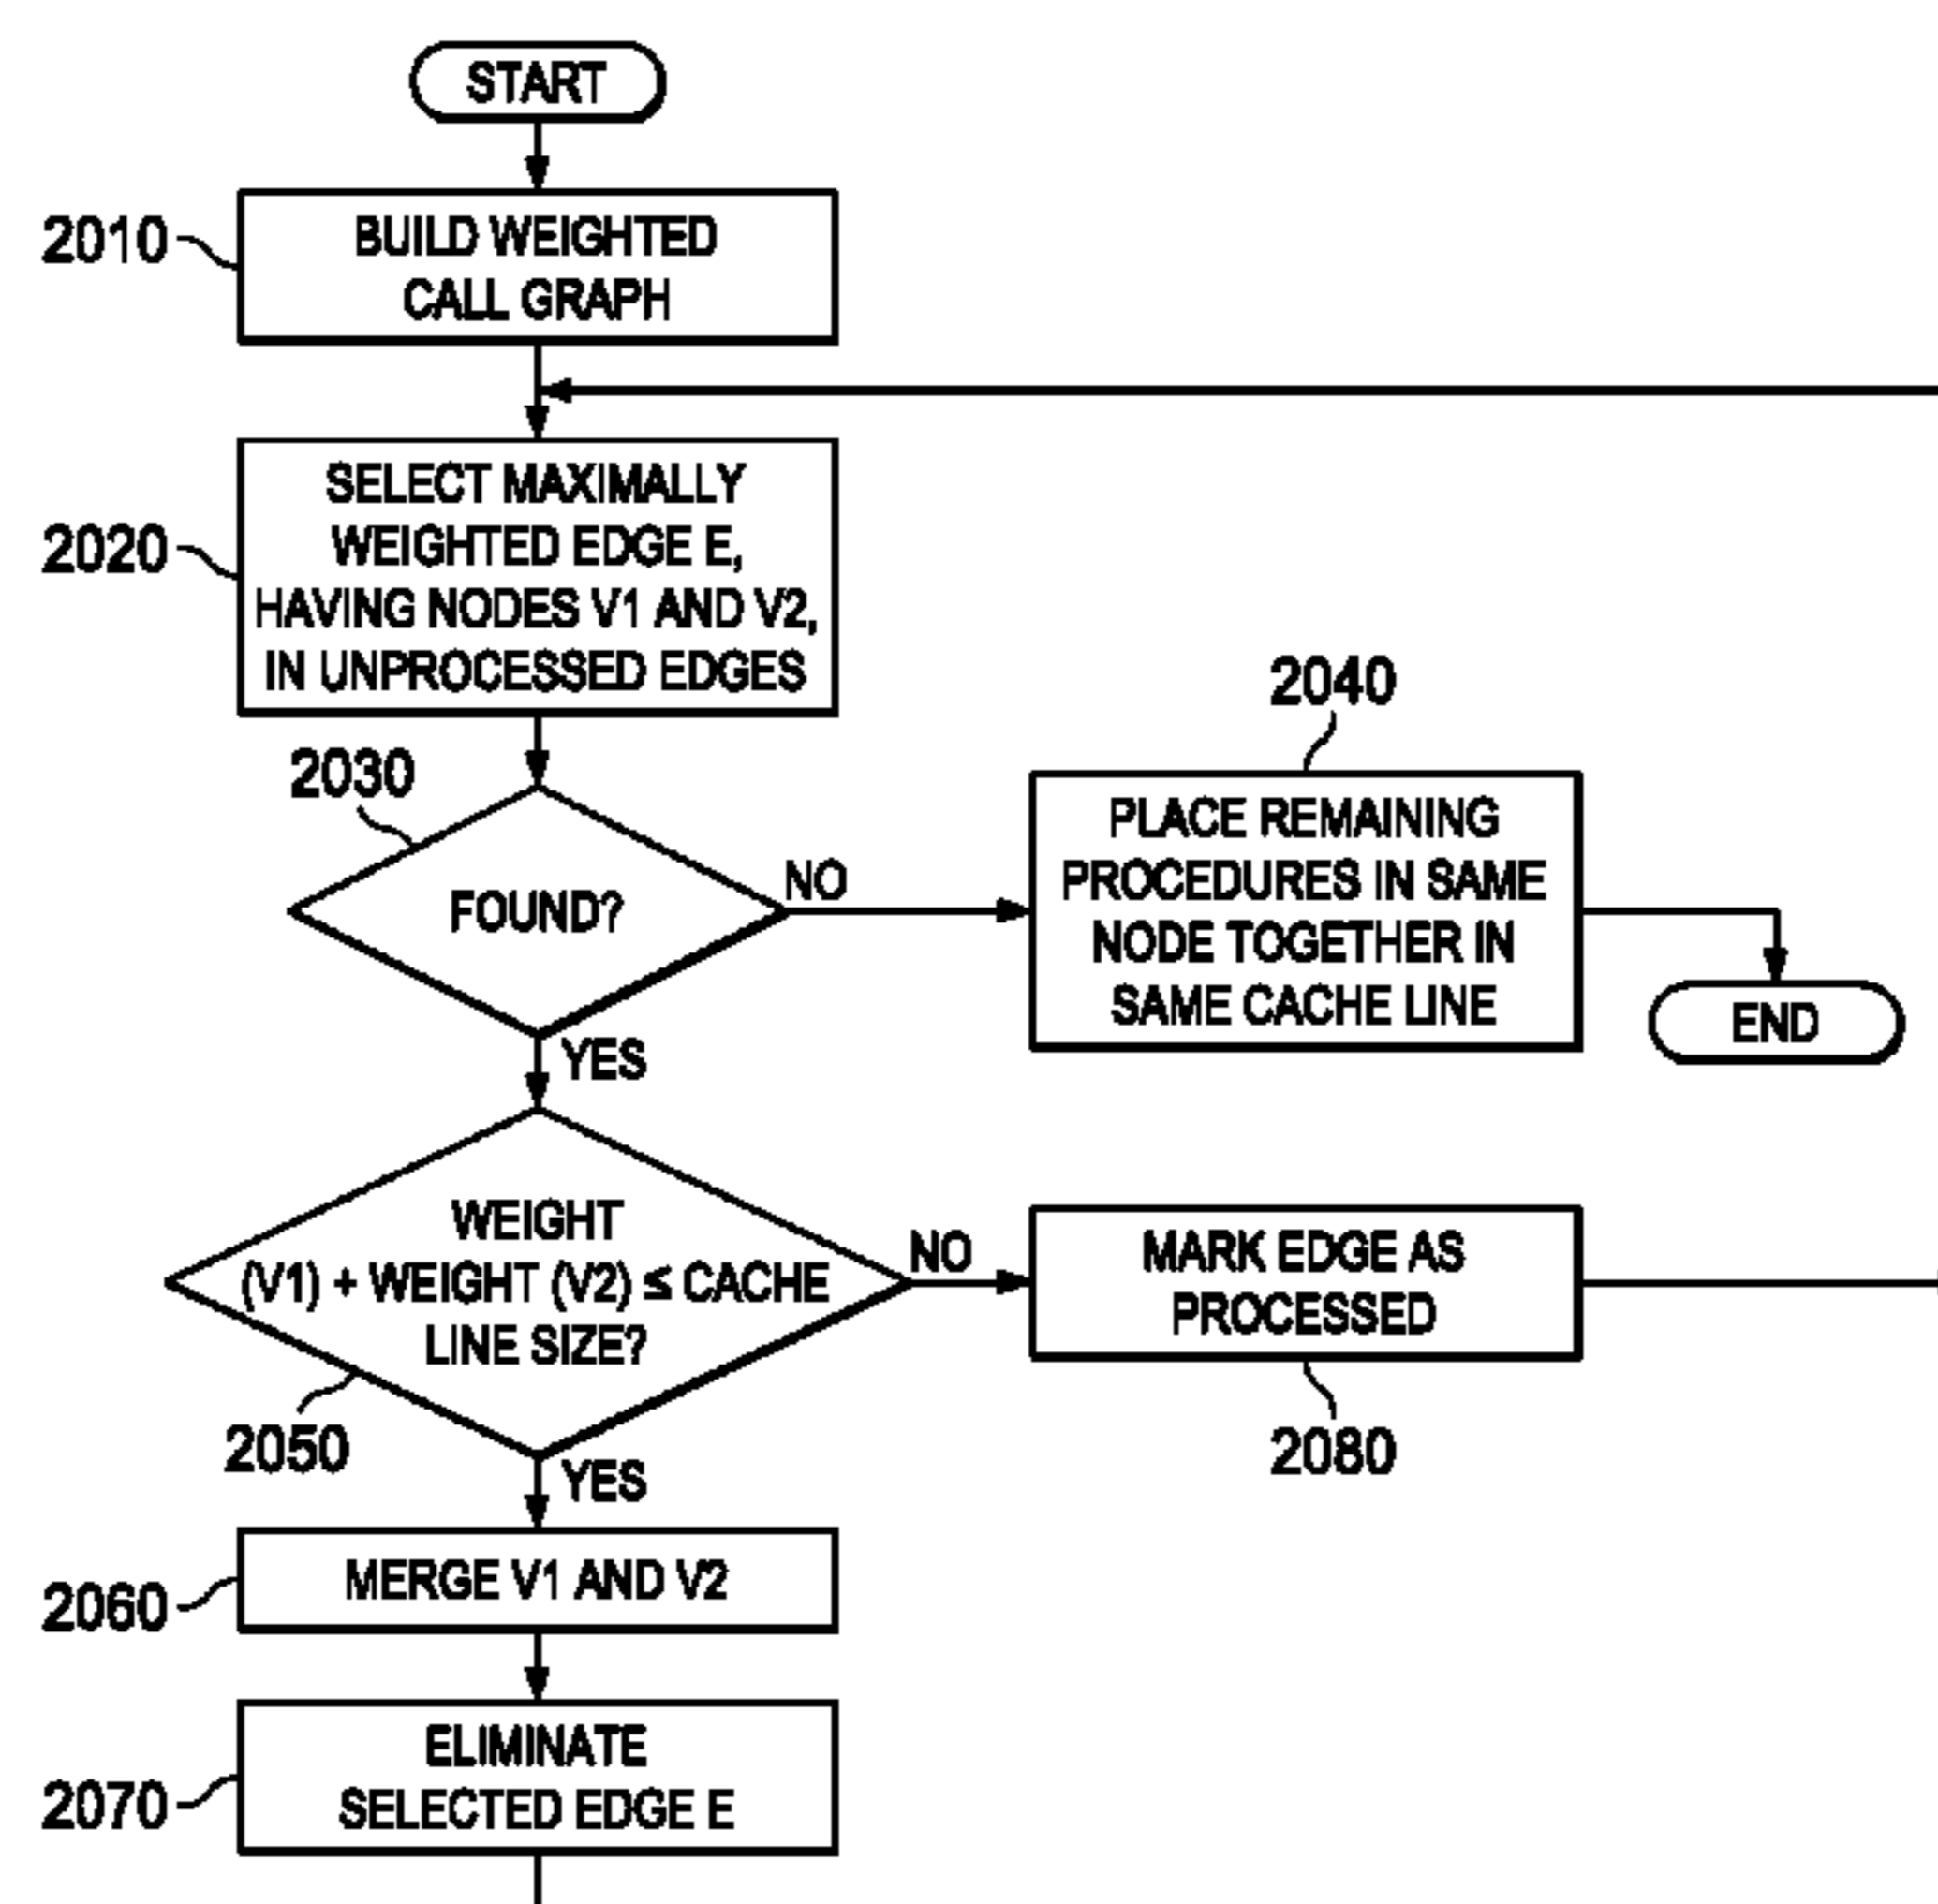 START
2010
BUILD WEIGHTED
CALL GRAPH
2020
SELECT MAXIMALLY
WEIGHTED EDGE E,
HAVING NODES V1 AND V2,
IN UNPROCESSED EDGES
2030
FOUND?
NO
YES
2040
PLACE REMAINING
PROCEDURES IN SAME
NODE TOGETHER IN
SAME CACHE LINE
END
WEIGHT
(V1) + WEIGHT (V2) ≤ CACHE
LINE SIZE?
2050
NO
YES
MARK EDGE AS
PROCESSED
2080
2060
MERGE V1 AND V2
2070
ELIMINATE
SELECTED EDGE E